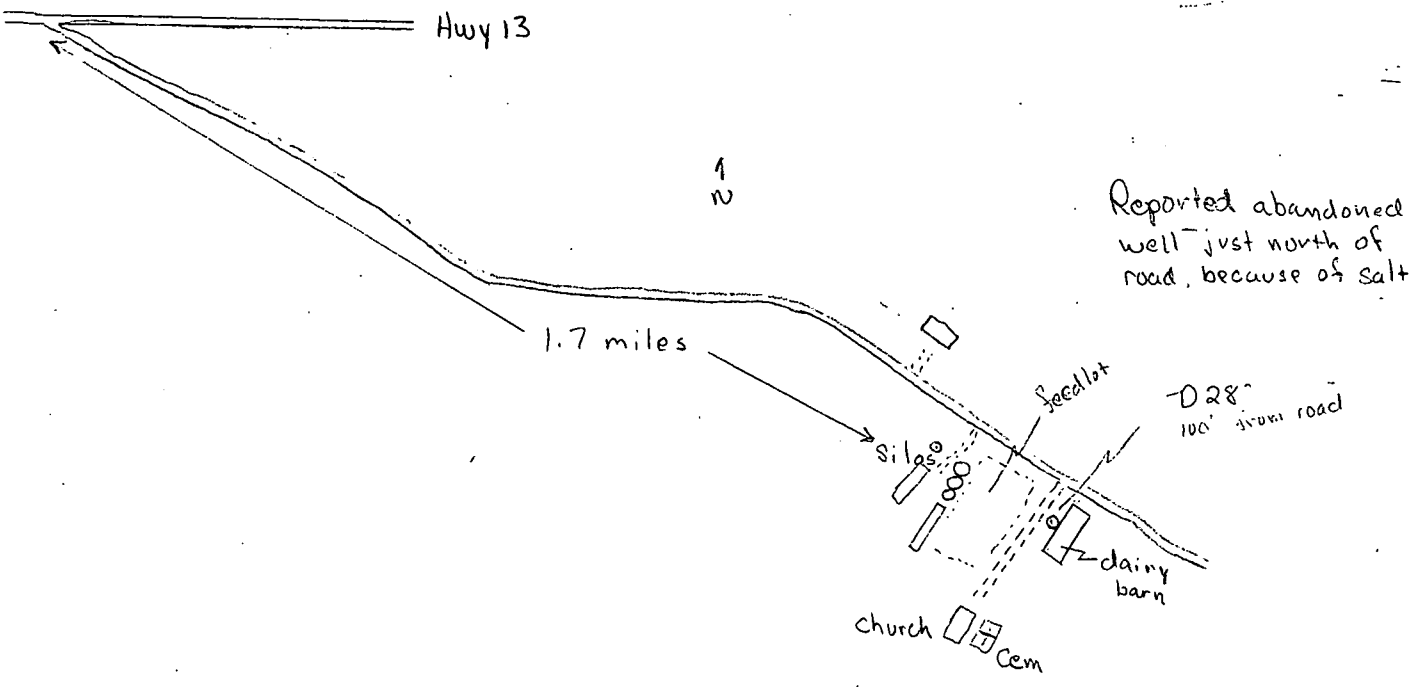 Hwy 13
N
Reported abandoned
well just north of
road, because of salt
1.7 miles
feedlot
D28
100' from road
Silos
dairy
barn
church
Cem